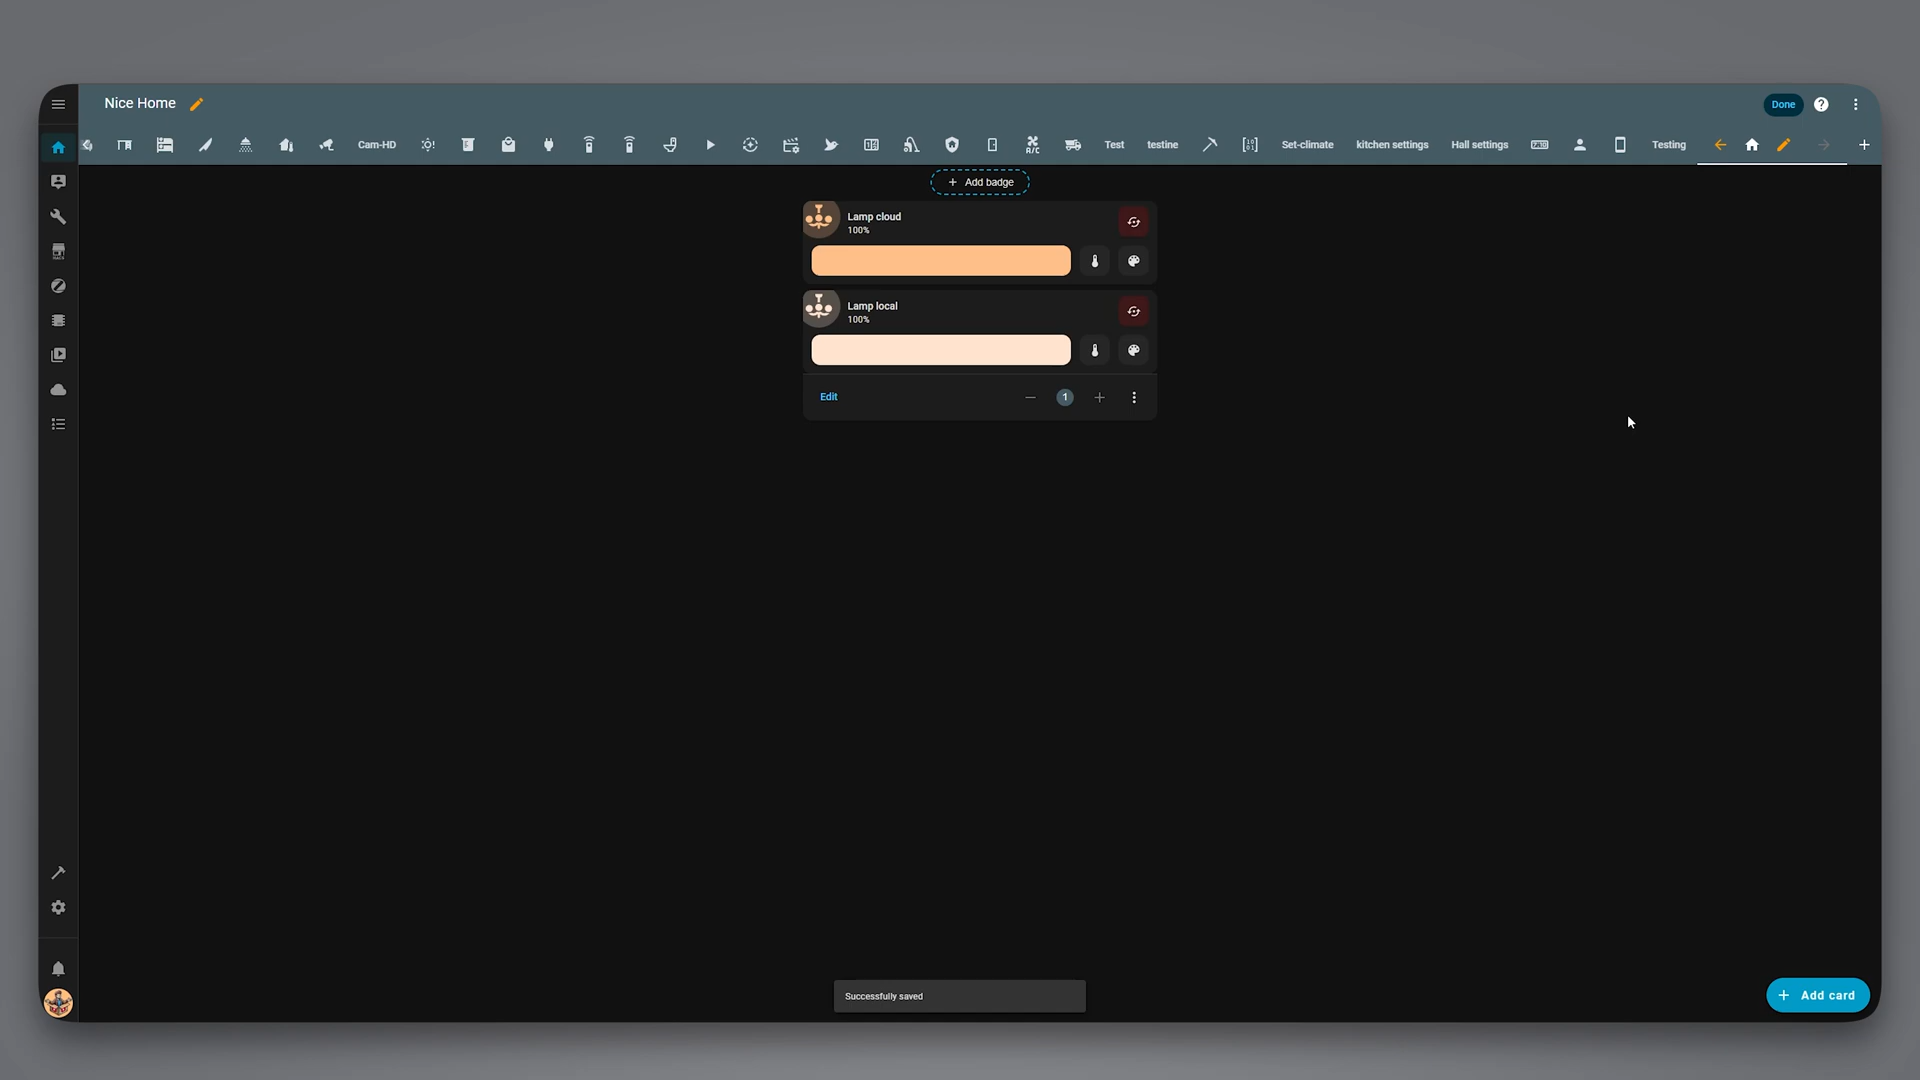 Nice Home
Done
Cam-HD
A/C
Test
testine
Set-climate
kitchen settings
Hall settings
Testing
Add badge
Lamp cloud
100%
Lamp local
100%
Edit
1
Add card
Successfully saved